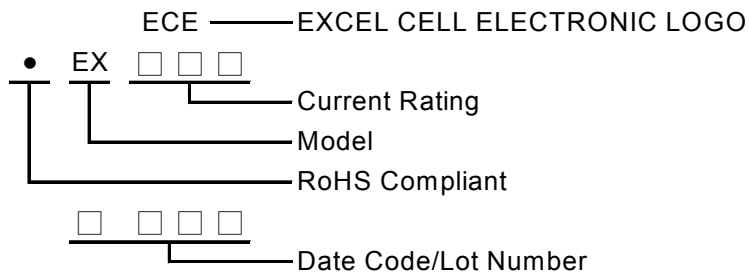 ECE EXCEL CELL ELECTRONIC LOGO
• EX □ □ □
Current Rating
Model
RoHS Compliant
□ □ □ □
Date Code/Lot Number